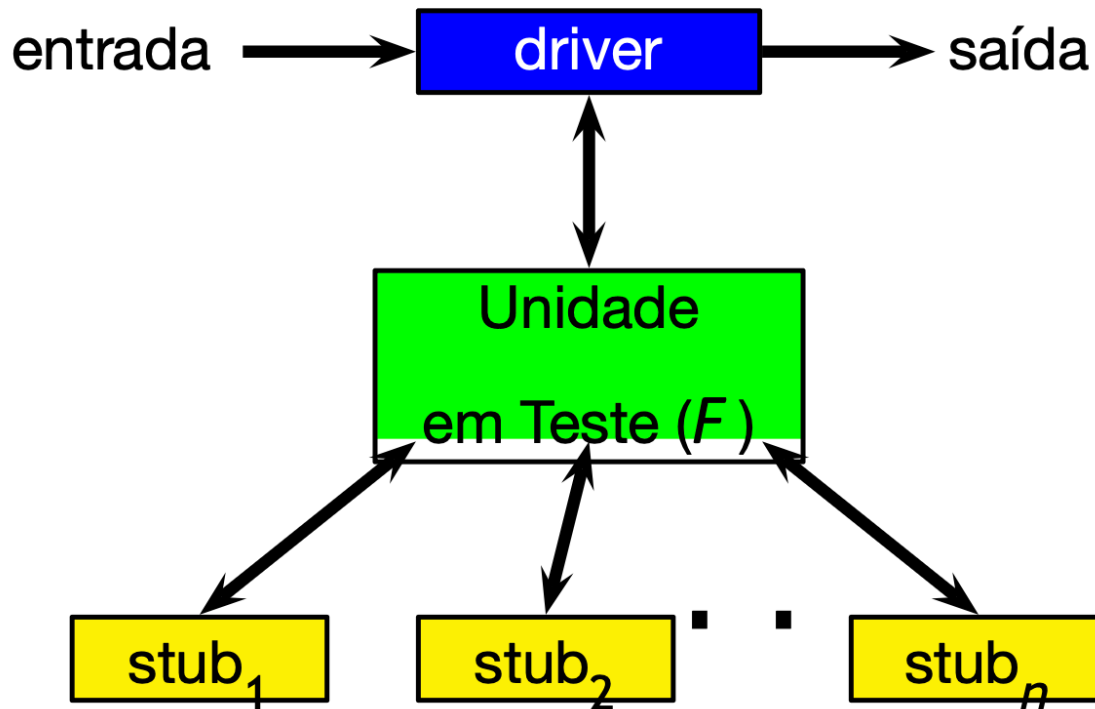 entrada driver saída
Unidade
em Teste (F )
stub1 stub2 . . stubn